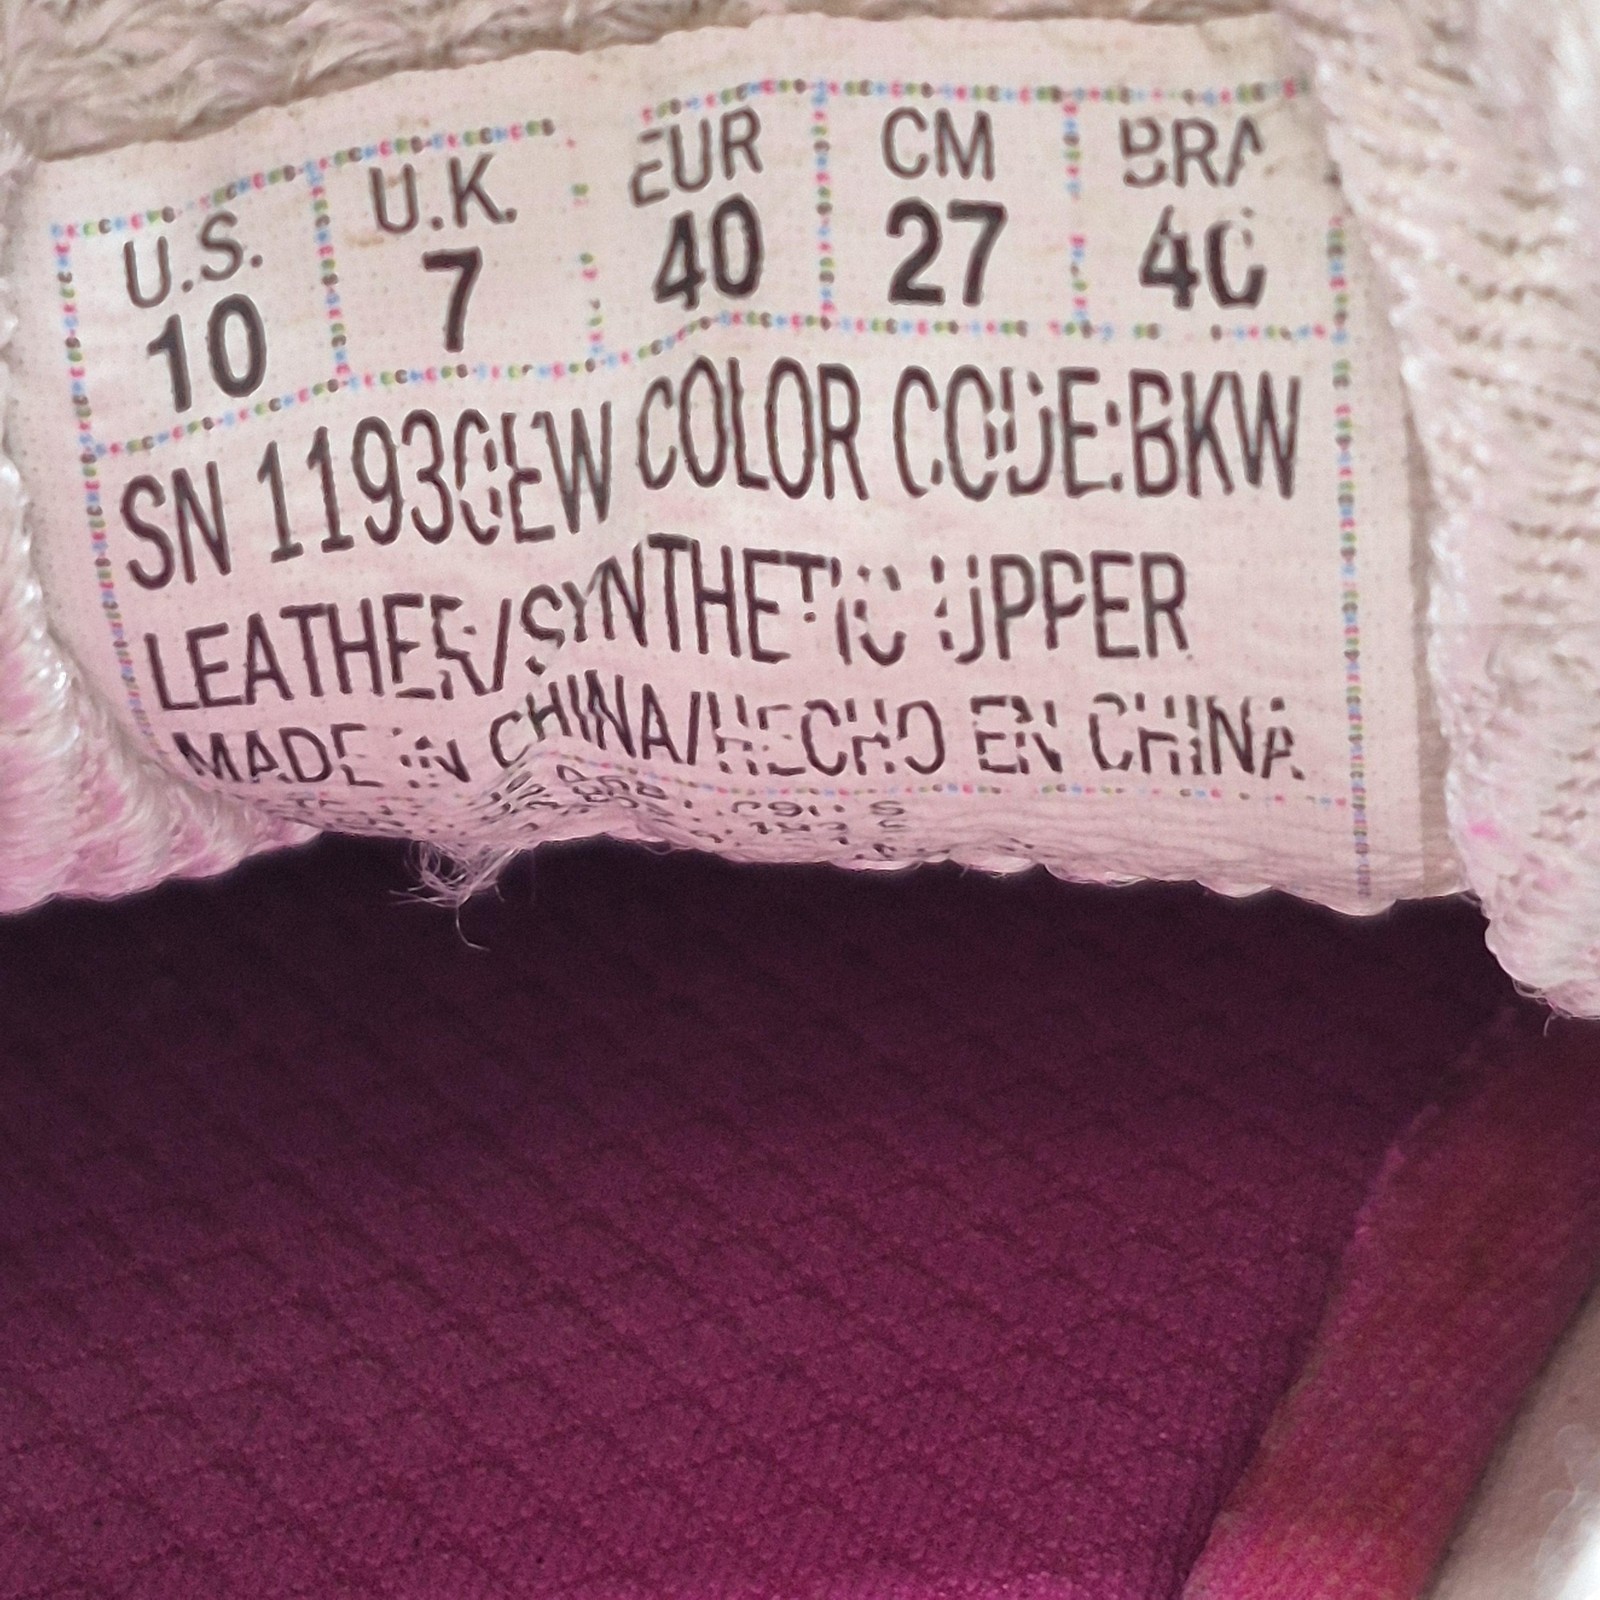 U.S. U.K. EUR CM BRA
10 7 40 27 40
SN 11930EW COLOR CODE:BKW
LEATHER/SYNTHETIC UPPER
MADE IN CHINA/HECHO EN CHINA